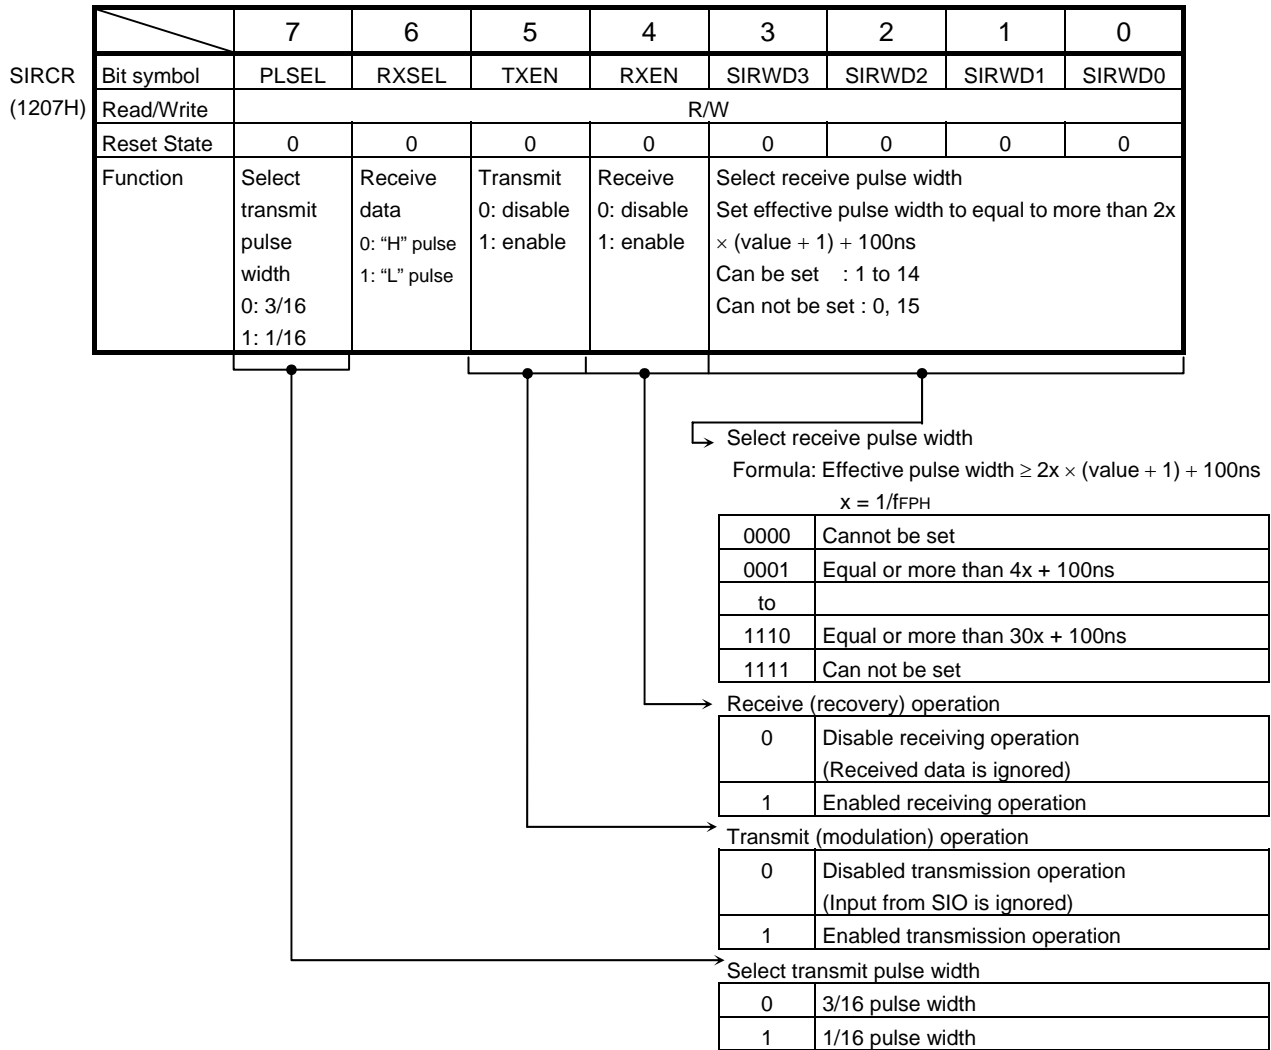 7 6 5 4 3 2 1 0
SIRCR Bit symbol PLSEL RXSEL TXEN RXEN SIRWD3 SIRWD2 SIRWD1 SIRWD0
(1207H) Read/Write R/W
Reset State 0 0 0 0 0 0 0 0
Function Select Receive Transmit Receive Select receive pulse width
transmit data 0: disable 0: disable Set effective pulse width to equal to more than 2x
pulse 0: “H” pulse 1: enable 1: enable × (value + 1) + 100ns
width 1: “L” pulse Can be set : 1 to 14
0: 3/16 Can not be set : 0, 15
1: 1/16
Select receive pulse width
Formula: Effective pulse width ≥ 2x × (value + 1) + 100ns
x = 1/fFPH
0000 Cannot be set
0001 Equal or more than 4x + 100ns
to
1110 Equal or more than 30x + 100ns
1111 Can not be set
Receive (recovery) operation
0 Disable receiving operation
(Received data is ignored)
1 Enabled receiving operation
Transmit (modulation) operation
0 Disabled transmission operation
(Input from SIO is ignored)
1 Enabled transmission operation
Select transmit pulse width
0 3/16 pulse width
1 1/16 pulse width